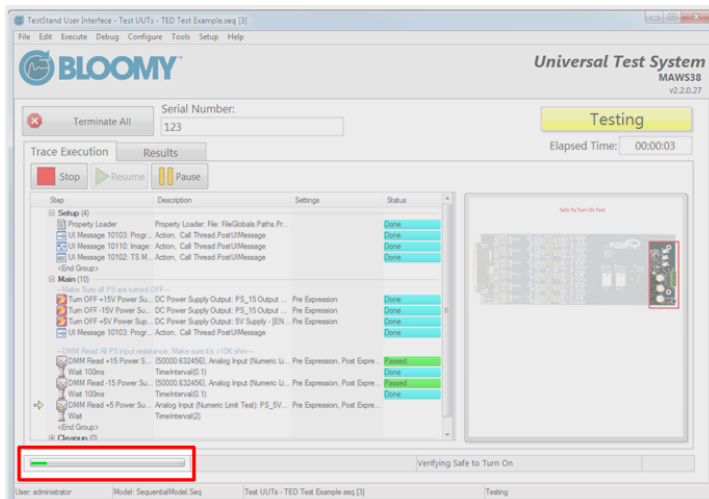 TestStand User Interface - Test UUTs - TED Test Example.seq [3]
File Edit Execute Debug Configure Tools Setup Help
BLOOMY™
Universal Test System
MAWS38
v2.2.0.27
Terminate All
Serial Number:
123
Testing
Elapsed Time: 00:00:03
Trace Execution Results
Stop Resume Pause
Step Description Settings Status
Setup (4)
Property Loader Property Loader: File: FileGlobals.Paths.Pr... Done
UI Message 10103: Progr... Action, Call Thread.PostUIMessage Done
UI Message 10110: Image: Action, Call Thread.PostUIMessage Done
UI Message 10102: TS M... Action, Call Thread.PostUIMessage Done
<End Group>
Main (10)
--Make Sure all PS are turned OFF--
Turn OFF +15V Power Su... DC Power Supply Output: PS_15 Output ... Pre Expression Done
Turn OFF -15V Power Su... DC Power Supply Output: PS_15 Output ... Pre Expression Done
Turn OFF +5V Power Sup... DC Power Supply Output: 5V Supply - [EN... Pre Expression Done
UI Message 10103: Progr... Action, Call Thread.PostUIMessage Done
--DMM Read All PS input resistance, Make sure it's >10K ohm--
DMM Read +15 Power S... {50000.632456}, Analog Input (Numeric Li... Pre Expression, Post Expre... Passed
Wait 100ms TimeInterval(0.1) Done
DMM Read -15 Power Su... {50000.632456}, Analog Input (Numeric Li... Pre Expression, Post Expre... Passed
Wait 100ms TimeInterval(0.1) Done
DMM Read +5 Power Su... Analog Input (Numeric Limit Test): PS_5V... Pre Expression, Post Expre...
Wait TimeInterval(2)
<End Group>
Cleanup
Safe To Turn On Test
Verifying Safe to Turn On
User: administrator Model: SequentialModel.Seq Test UUTs - TED Test Example.seq [3] Testing